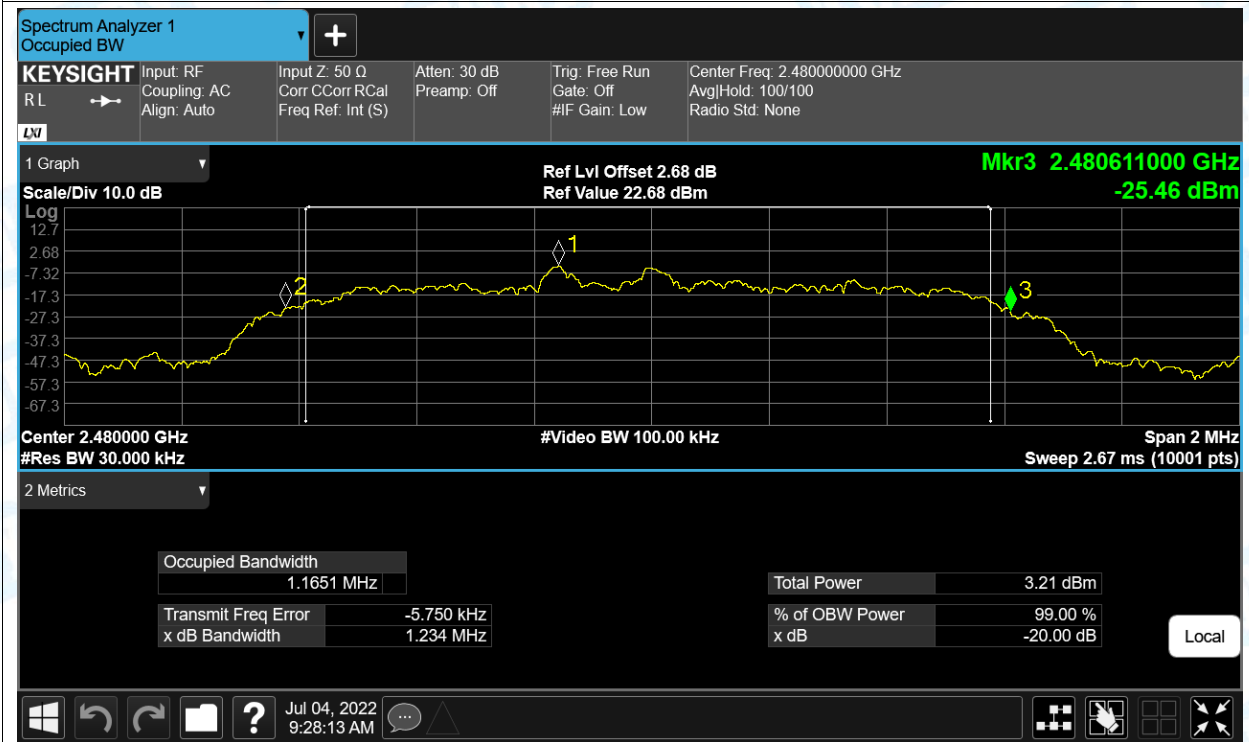 Spectrum Analyzer 1
Occupied BW
+
KEYSIGHT
R L
LXI
Input: RF
Coupling: AC
Align: Auto
Input Z: 50 Ω
Corr CCorr RCal
Freq Ref: Int (S)
Atten: 30 dB
Preamp: Off
Trig: Free Run
Gate: Off
#IF Gain: Low
Center Freq: 2.480000000 GHz
Avg|Hold: 100/100
Radio Std: None
1 Graph
Scale/Div 10.0 dB
Ref Lvl Offset 2.68 dB
Ref Value 22.68 dBm
Mkr3 2.480611000 GHz
-25.46 dBm
Log
12.7
2.68
-7.32
-17.3
-27.3
-37.3
-47.3
-57.3
-67.3
1
2
3
Center 2.480000 GHz
#Res BW 30.000 kHz
#Video BW 100.00 kHz
Span 2 MHz
Sweep 2.67 ms (10001 pts)
2 Metrics
Occupied Bandwidth
1.1651 MHz
Transmit Freq Error -5.750 kHz
x dB Bandwidth 1.234 MHz
Total Power 3.21 dBm
% of OBW Power 99.00 %
x dB -20.00 dB
Local
?
Jul 04, 2022
9:28:13 AM